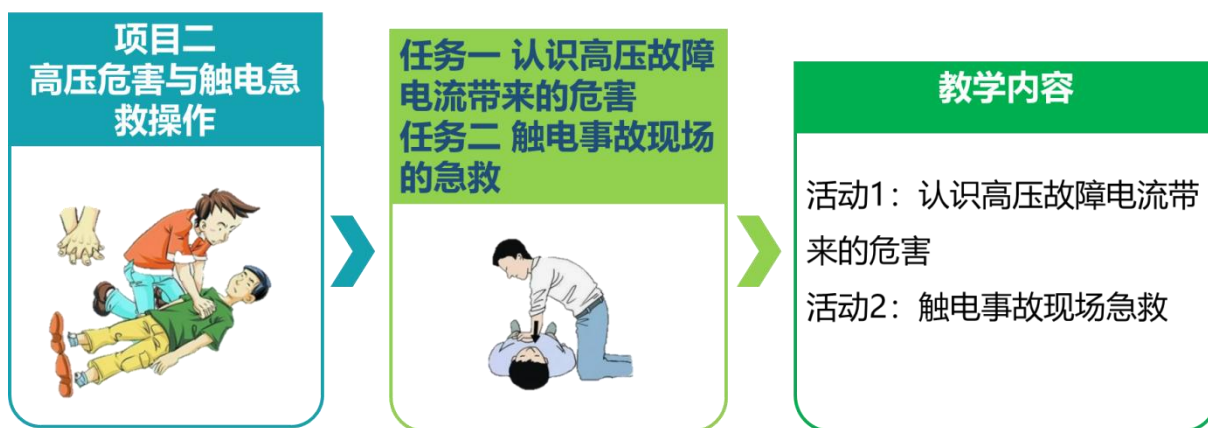 项目二
高压危害与触电急
救操作
任务一 认识高压故障
电流带来的危害
任务二 触电事故现场
的急救
教学内容
活动1：认识高压故障电流带
来的危害
活动2：触电事故现场急救